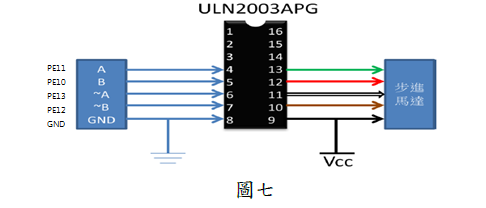 ULN2003APG
1 16
2 15
3 14
PE11 A 4 13
PE10 B 5 12 步進
PE13 ~A 6 11 馬達
PE12 ~B 7 10
GND GND 8 9
Vcc
圖七